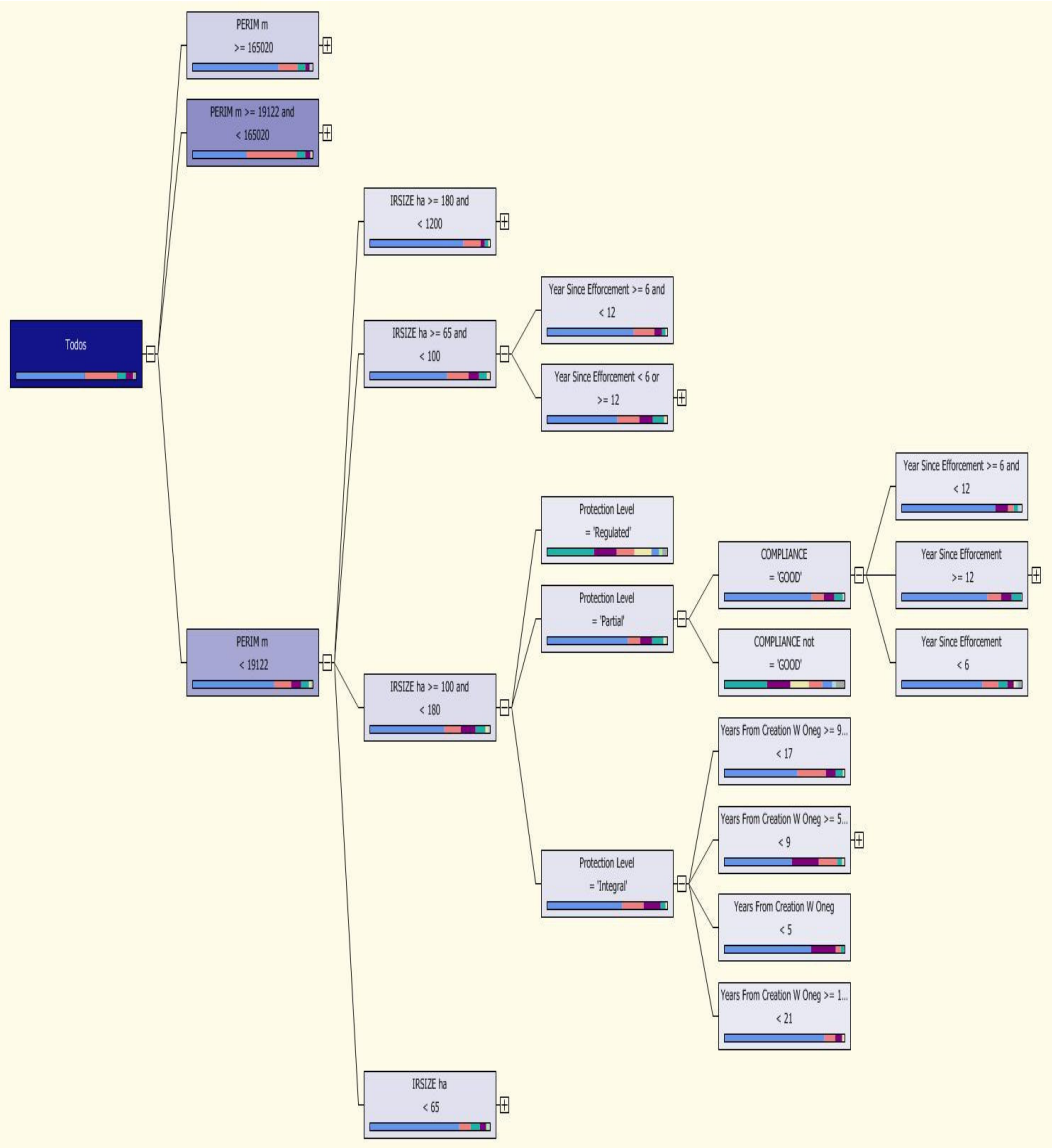 PERIM m
>= 165020
PERIM m >= 19122 and
< 165020
IRSIZE ha >= 180 and
< 1200
Year Since Efforcement >= 6 and
< 12
Todos
IRSIZE ha >= 65 and
< 100
Year Since Efforcement < 6 or
>= 12
Year Since Efforcement >= 6 and
< 12
Protection Level
= 'Regulated'
COMPLIANCE
= 'GOOD'
Year Since Efforcement
>= 12
Protection Level
= 'Partial'
COMPLIANCE not
= 'GOOD'
Year Since Efforcement
< 6
PERIM m
< 19122
IRSIZE ha >= 100 and
< 180
Years From Creation W Oneg >= 9...
< 17
Years From Creation W Oneg >= 5...
< 9
Protection Level
= 'Integral'
Years From Creation W Oneg
< 5
Years From Creation W Oneg >= 1...
< 21
IRSIZE ha
< 65